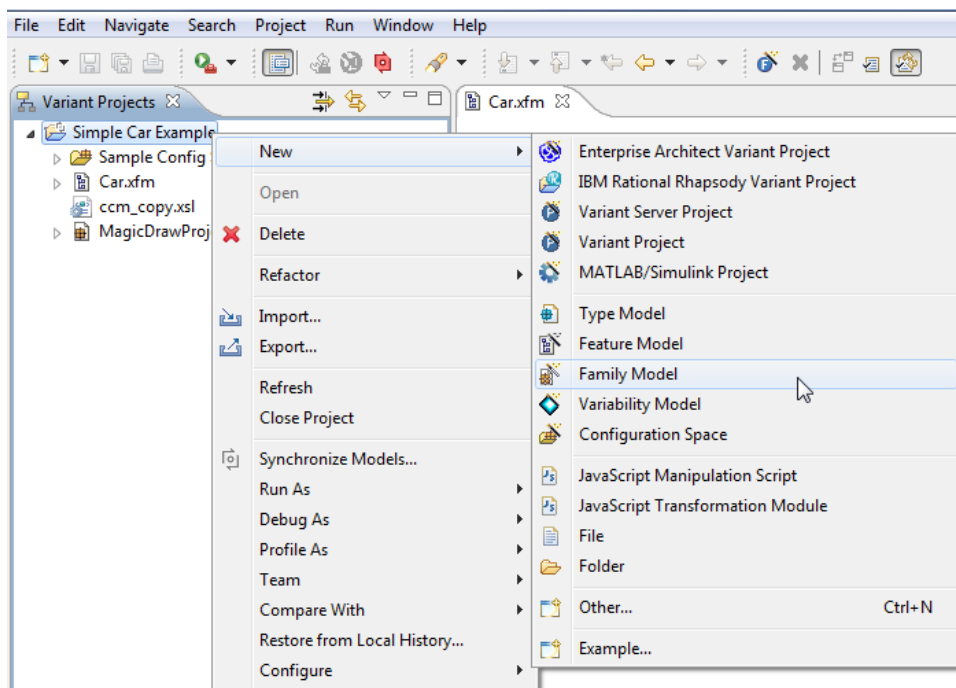 File Edit Navigate Search Project Run Window Help
Variant Projects
Car.xfm
Simple Car Example
Sample Config
Car.xfm
ccm_copy.xsl
MagicDrawProj
New
Open
Delete
Refactor
Import...
Export...
Refresh
Close Project
Synchronize Models...
Run As
Debug As
Profile As
Team
Compare With
Restore from Local History...
Configure
Enterprise Architect Variant Project
IBM Rational Rhapsody Variant Project
Variant Server Project
Variant Project
MATLAB/Simulink Project
Type Model
Feature Model
Family Model
Variability Model
Configuration Space
JavaScript Manipulation Script
JavaScript Transformation Module
File
Folder
Other... Ctrl+N
Example...